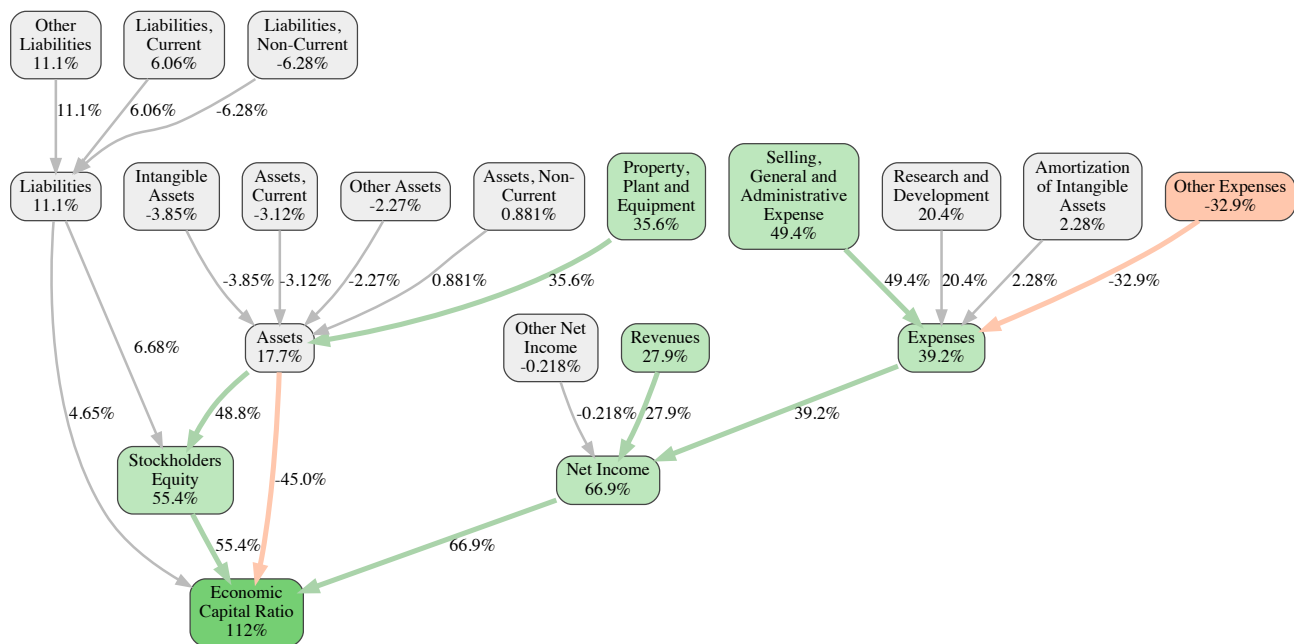 Other
Liabilities
11.1%
Liabilities,
Current
6.06%
Liabilities,
Non-Current
-6.28%
11.1%
6.06%
-6.28%
Liabilities
11.1%
Intangible
Assets
-3.85%
Assets,
Current
-3.12%
Other Assets
-2.27%
Assets, Non-
Current
0.881%
Property,
Plant and
Equipment
35.6%
Selling,
General and
Administrative
Expense
49.4%
Research and
Development
20.4%
Amortization
of Intangible
Assets
2.28%
Other Expenses
-32.9%
-3.85%
-3.12%
-2.27%
0.881%
35.6%
49.4%
20.4%
2.28%
-32.9%
Assets
17.7%
Other Net
Income
-0.218%
Revenues
27.9%
Expenses
39.2%
6.68%
4.65%
48.8%
-45.0%
-0.218%
27.9%
39.2%
Stockholders
Equity
55.4%
Net Income
66.9%
55.4%
66.9%
Economic
Capital Ratio
112%